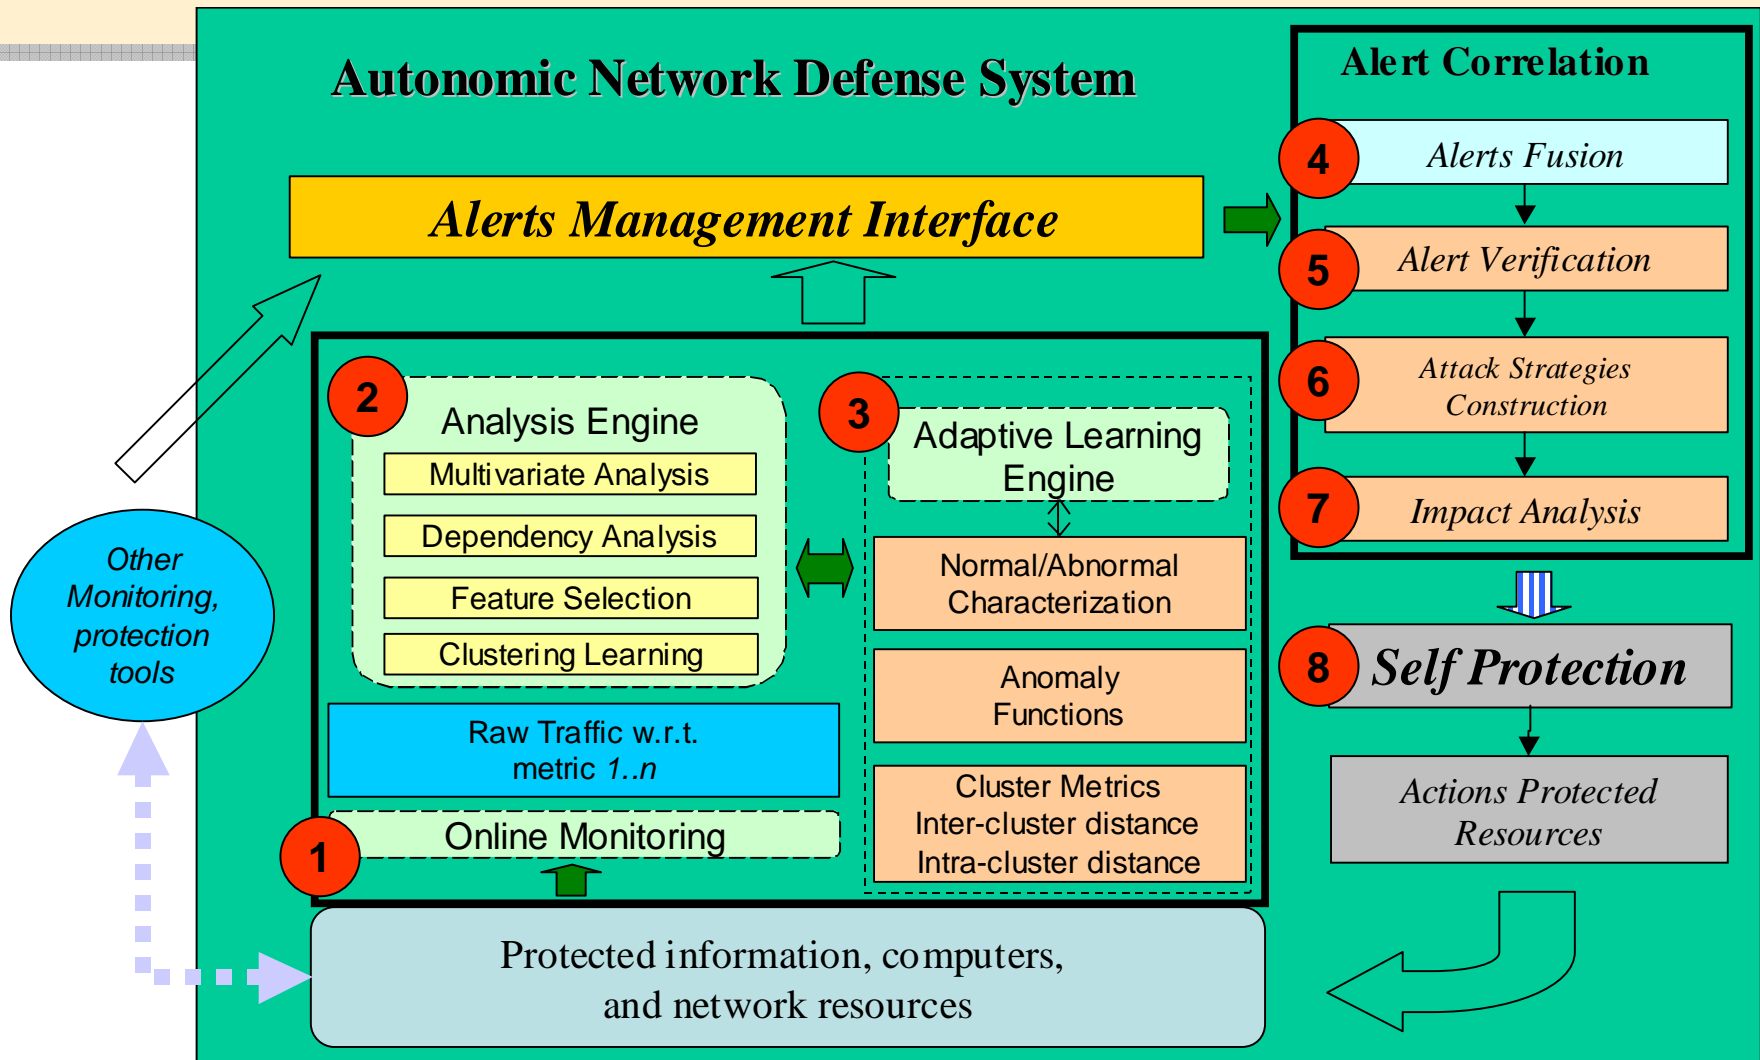 Autonomic Network Defense System
Alerts Management Interface
2
Analysis Engine
Multivariate Analysis
Dependency Analysis
Feature Selection
Clustering Learning
Raw Traffic w.r.t.
metric 1..n
1
Online Monitoring
3
Adaptive Learning
Engine
Normal/Abnormal
Characterization
Anomaly
Functions
Cluster Metrics
Inter-cluster distance
Intra-cluster distance
Other
Monitoring,
protection
tools
Protected information, computers,
and network resources
Alert Correlation
4
Alerts Fusion
5
Alert Verification
6
Attack Strategies
Construction
7
Impact Analysis
8
Self Protection
Actions Protected
Resources